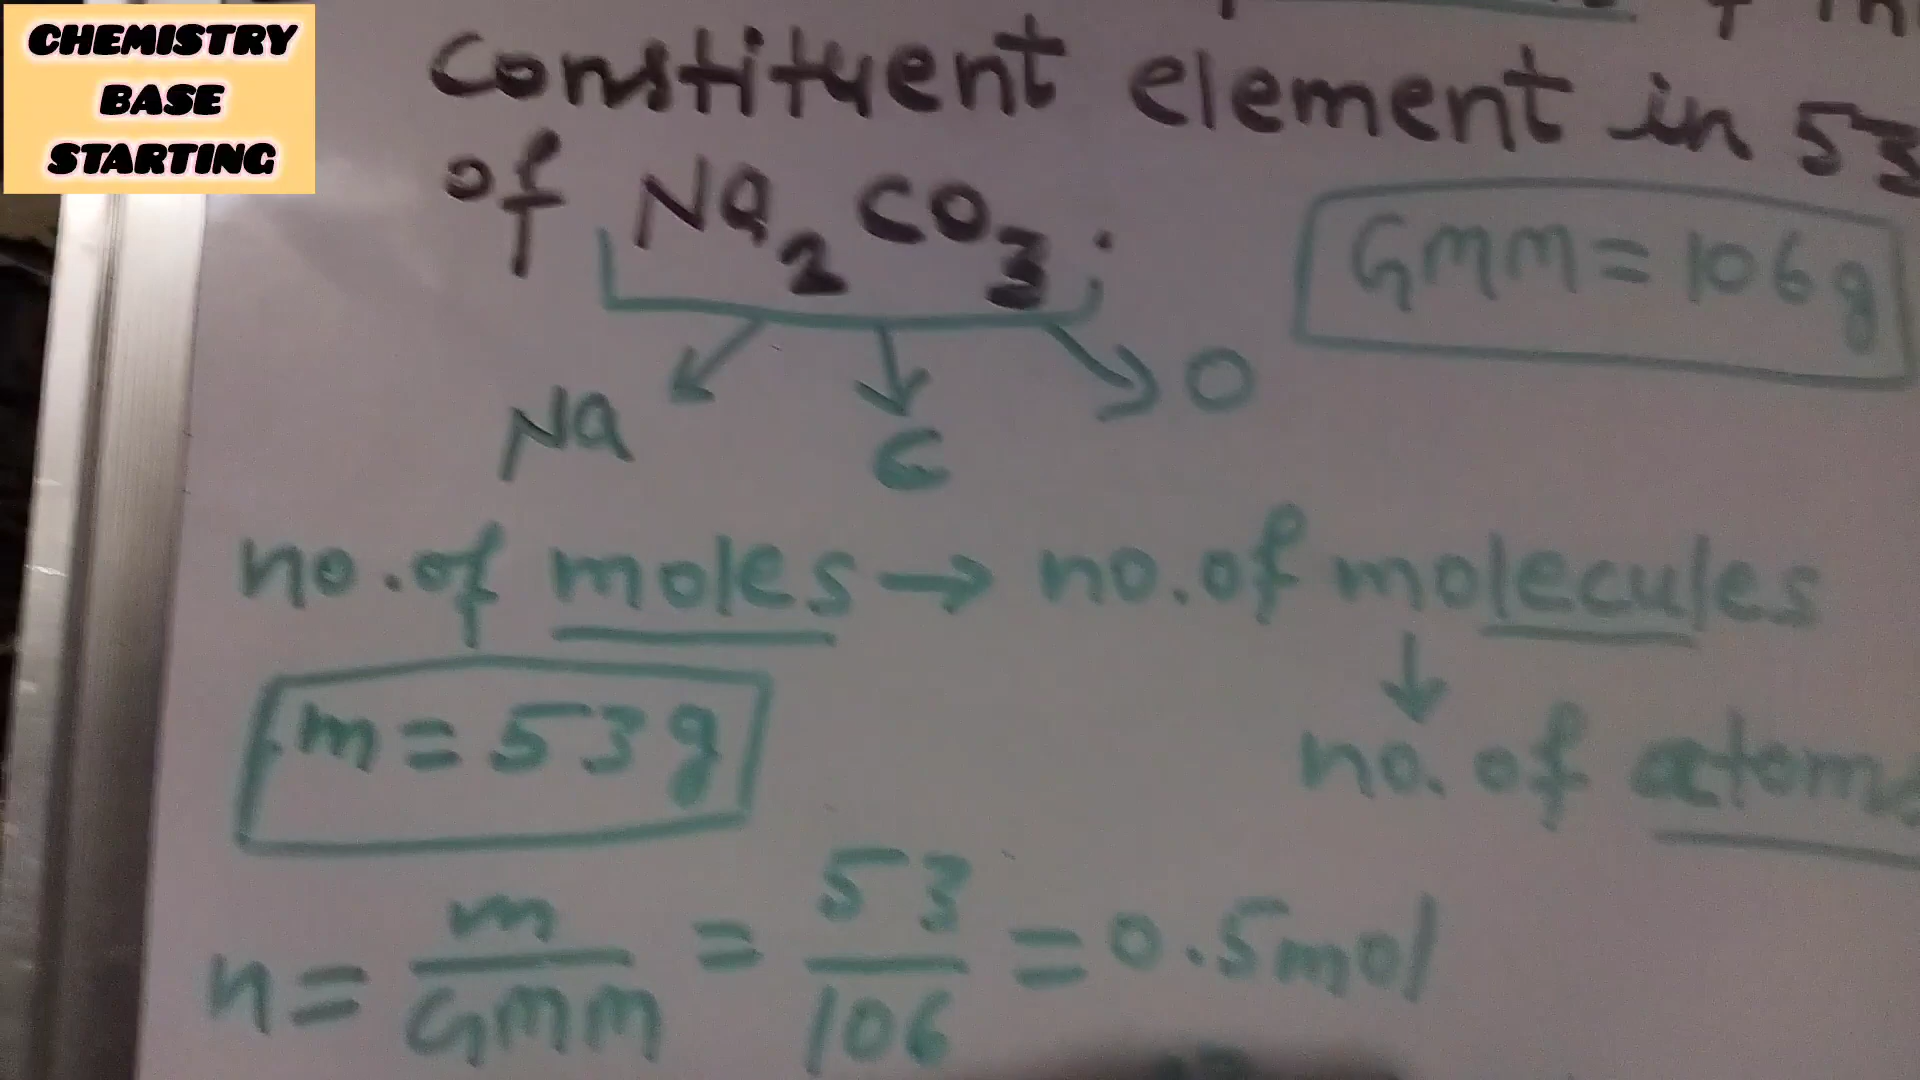 CHEMISTRY
BASE
STARTING
constituent element in 53
of Na₂CO₃.
GMM = 106g
Na
C
O
no. of moles → no. of molecules
↓
m = 53g
no. of atoms
n = m/GMM = 53/106 = 0.5mol